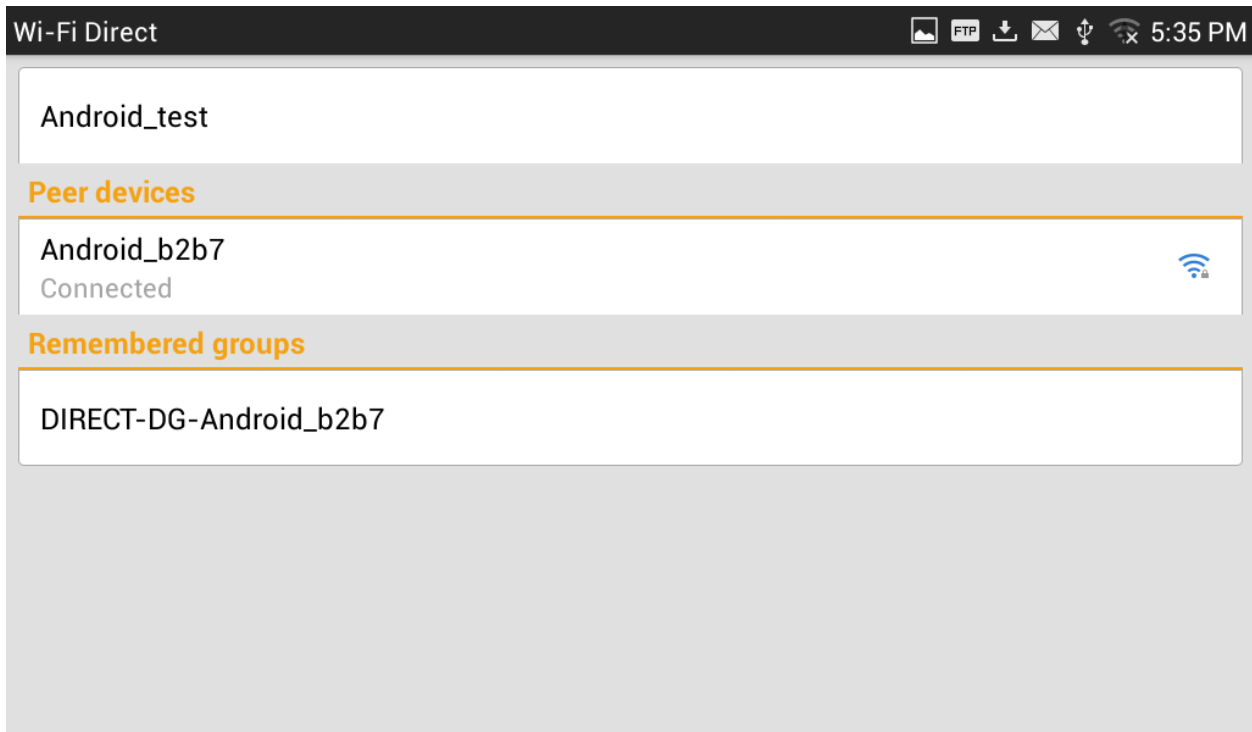 Wi-Fi Direct
FTP
5:35 PM
Android_test
Peer devices
Android_b2b7
Connected
Remembered groups
DIRECT-DG-Android_b2b7